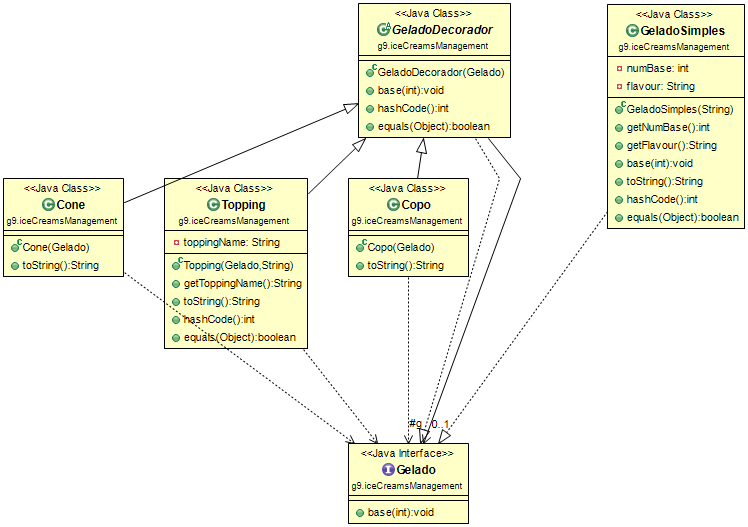 <<Java Class>>
GeladoDecorador
g9.iceCreamsManagement
GeladoDecorador(Gelado)
base(int):void
hashCode():int
equals(Object):boolean
<<Java Class>>
GeladoSimples
g9.iceCreamsManagement
numBase: int
flavour: String
GeladoSimples(String)
getNumBase():int
getFlavour():String
base(int):void
toString():String
hashCode():int
equals(Object):boolean
<<Java Class>>
Cone
g9.iceCreamsManagement
Cone(Gelado)
toString():String
<<Java Class>>
Topping
g9.iceCreamsManagement
toppingName: String
Topping(Gelado,String)
getToppingName():String
toString():String
hashCode():int
equals(Object):boolean
<<Java Class>>
Copo
g9.iceCreamsManagement
Copo(Gelado)
toString():String
#g
0..1
<<Java Interface>>
Gelado
g9.iceCreamsManagement
base(int):void